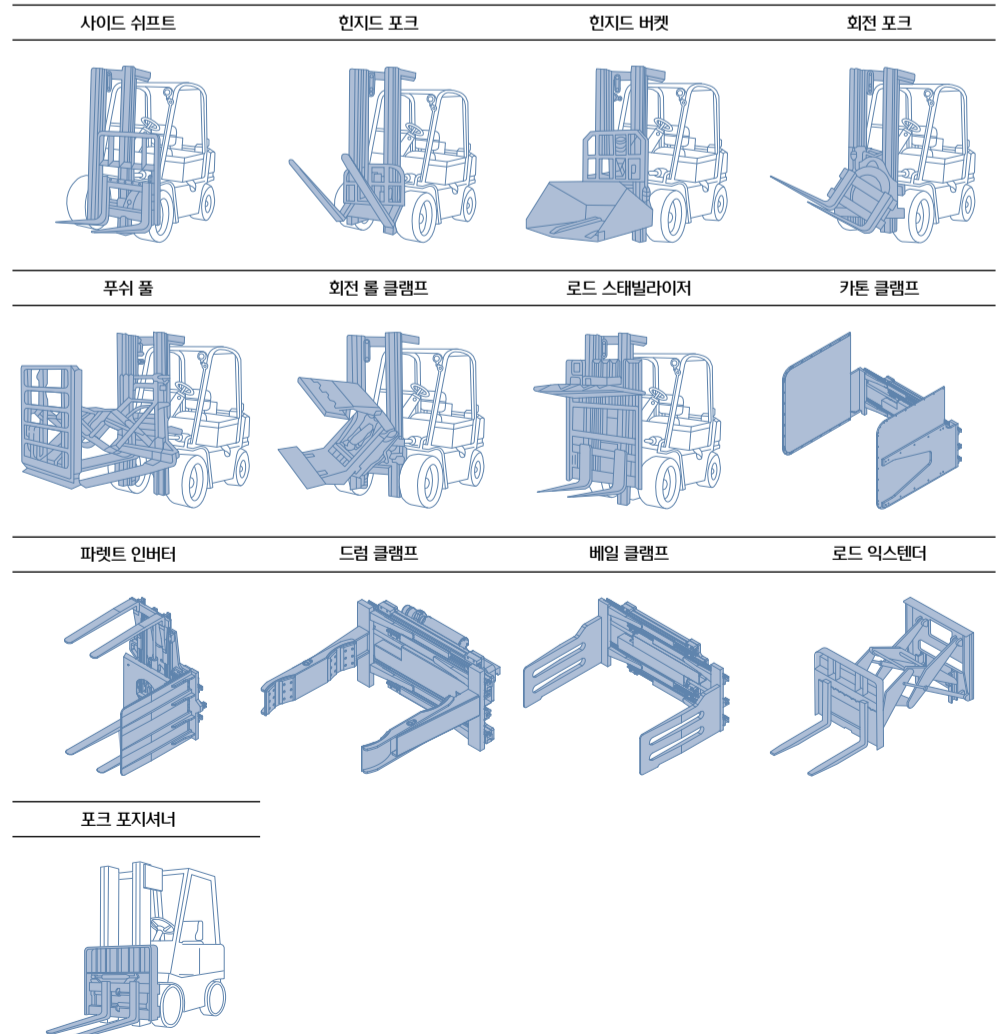 사이드 쉬프트
힌지드 포크
힌지드 버켓
회전 포크
푸쉬 풀
회전 롤 클램프
로드 스태빌라이저
카톤 클램프
파렛트 인버터
드럼 클램프
베일 클램프
로드 익스텐더
포크 포지셔너